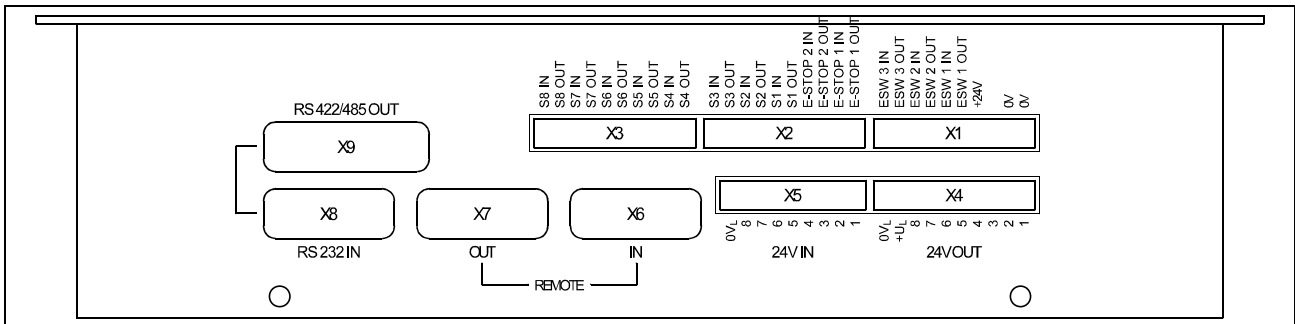 S8 IN
S8 OUT
S7 IN
S7 OUT
S6 IN
S6 OUT
S5 IN
S5 OUT
S4 IN
S4 OUT
S3 IN
S3 OUT
S2 IN
S2 OUT
S1 IN
S1 OUT
E-STOP 2 IN
E-STOP 2 OUT
E-STOP 1 IN
E-STOP 1 OUT
ESW 3 IN
ESW 3 OUT
ESW 2 IN
ESW 2 OUT
ESW 1 IN
ESW 1 OUT
+24V
0V
0V
RS 422/485 OUT
X9
X3
X2
X1
X8
X7
X6
X5
X4
0VL
8
7
6
5
4
3
2
1
0VL
+UL
8
7
6
5
4
3
2
1
RS 232 IN
OUT
IN
24V IN
24V OUT
REMOTE